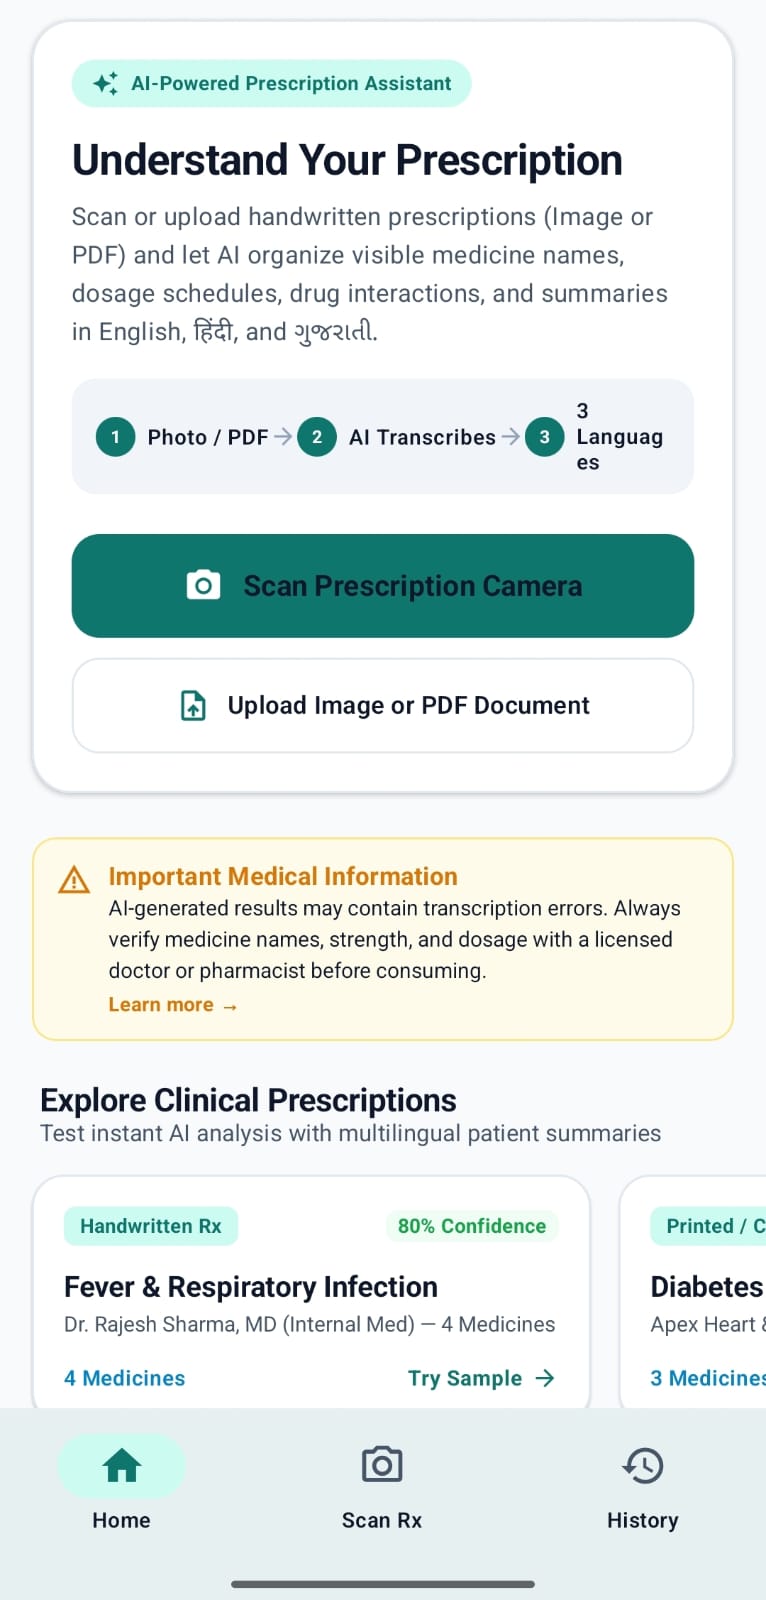 AI-Powered Prescription Assistant
Understand Your Prescription
Scan or upload handwritten prescriptions (Image or
PDF) and let AI organize visible medicine names,
dosage schedules, drug interactions, and summaries
in English, हिंदी, and ગુજરાતી.
1 Photo / PDF → 2 AI Transcribes → 3 3
Languag
es
Scan Prescription Camera
Upload Image or PDF Document
Important Medical Information
AI-generated results may contain transcription errors. Always
verify medicine names, strength, and dosage with a licensed
doctor or pharmacist before consuming.
Learn more →
Explore Clinical Prescriptions
Test instant AI analysis with multilingual patient summaries
Handwritten Rx
80% Confidence
Fever & Respiratory Infection
Dr. Rajesh Sharma, MD (Internal Med) — 4 Medicines
4 Medicines
Try Sample →
Printed / C
Diabetes
Apex Heart &
3 Medicines
Home
Scan Rx
History